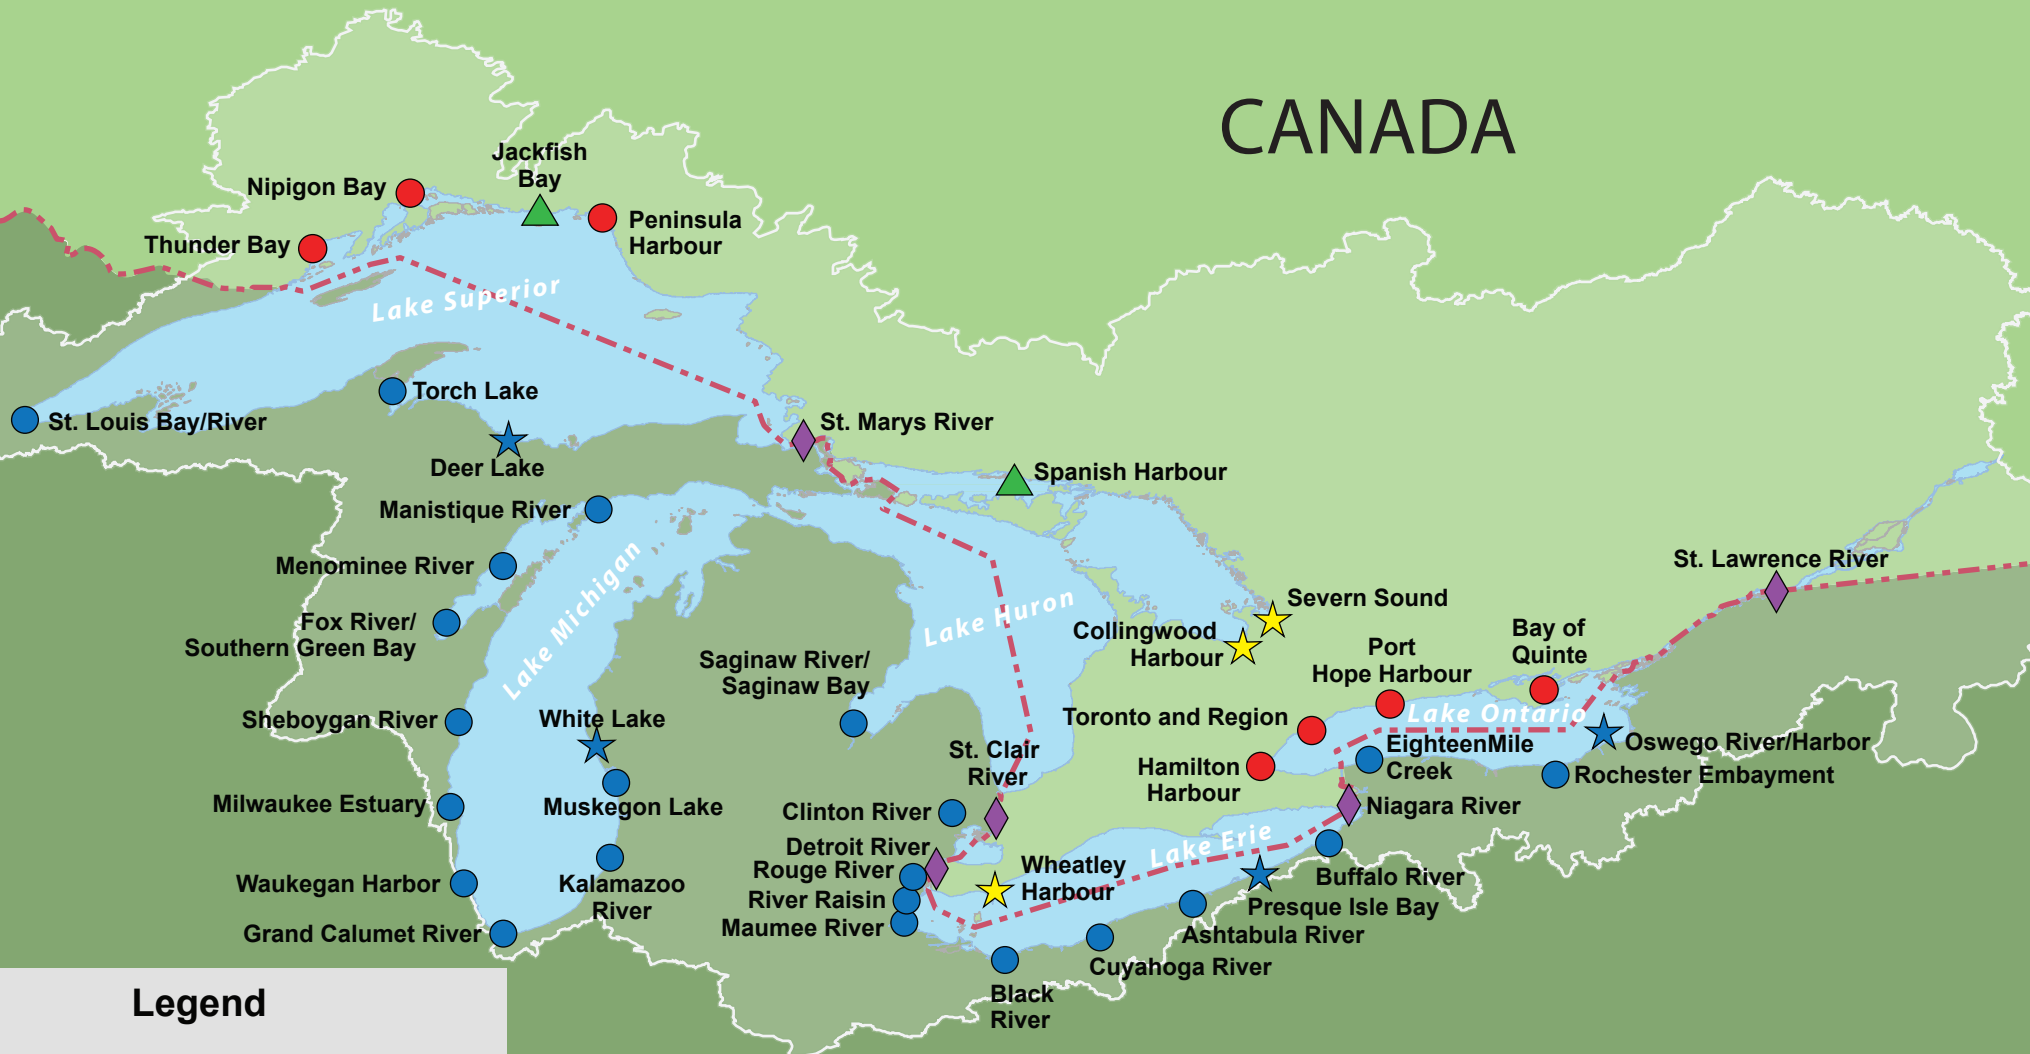 CANADA
Jackfish
Bay
Nipigon Bay
Peninsula
Harbour
Thunder Bay
Lake Superior
Torch Lake
St. Louis Bay/River
St. Marys River
Deer Lake
Spanish Harbour
Manistique River
Menominee River
St. Lawrence River
Lake Michigan
Lake Huron
Severn Sound
Fox River/
Southern Green Bay
Collingwood
Harbour
Bay of
Quinte
Port
Hope Harbour
Saginaw River/
Saginaw Bay
Sheboygan River
White Lake
Toronto and Region
Lake Ontario
St. Clair
River
EighteenMile
Creek
Oswego River/Harbor
Rochester Embayment
Hamilton
Harbour
Milwaukee Estuary
Muskegon Lake
Clinton River
Niagara River
Detroit River
Rouge River
Lake Erie
Wheatley
Harbour
Waukegan Harbor
Kalamazoo
River
River Raisin
Maumee River
Buffalo River
Presque Isle Bay
Ashtabula River
Grand Calumet River
Cuyahoga River
Black
River
Legend